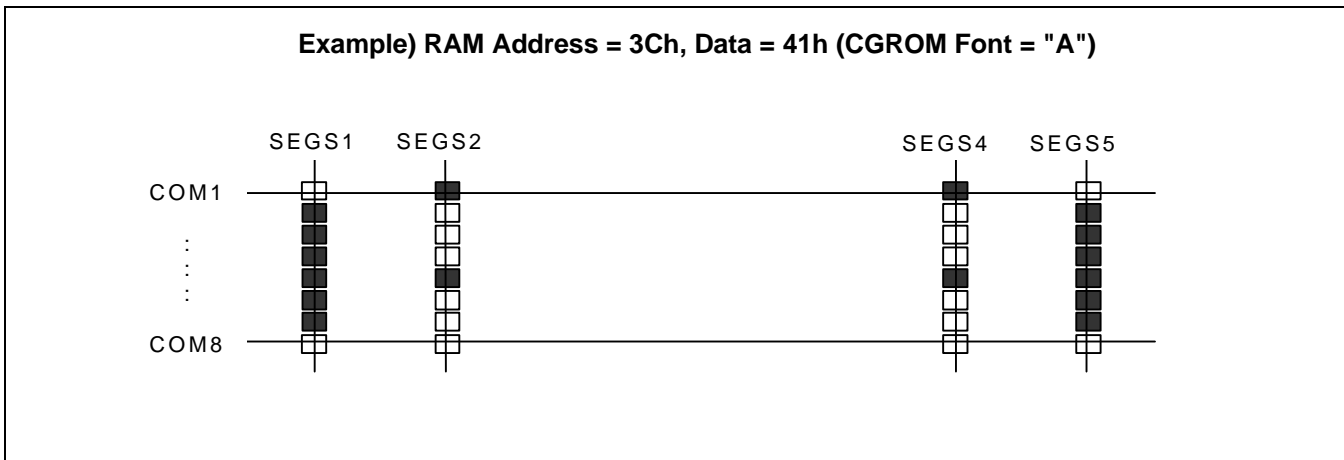 Example) RAM Address = 3Ch, Data = 41h (CGROM Font = "A")
SEGS1 SEGS2 SEGS4 SEGS5
COM1
COM8